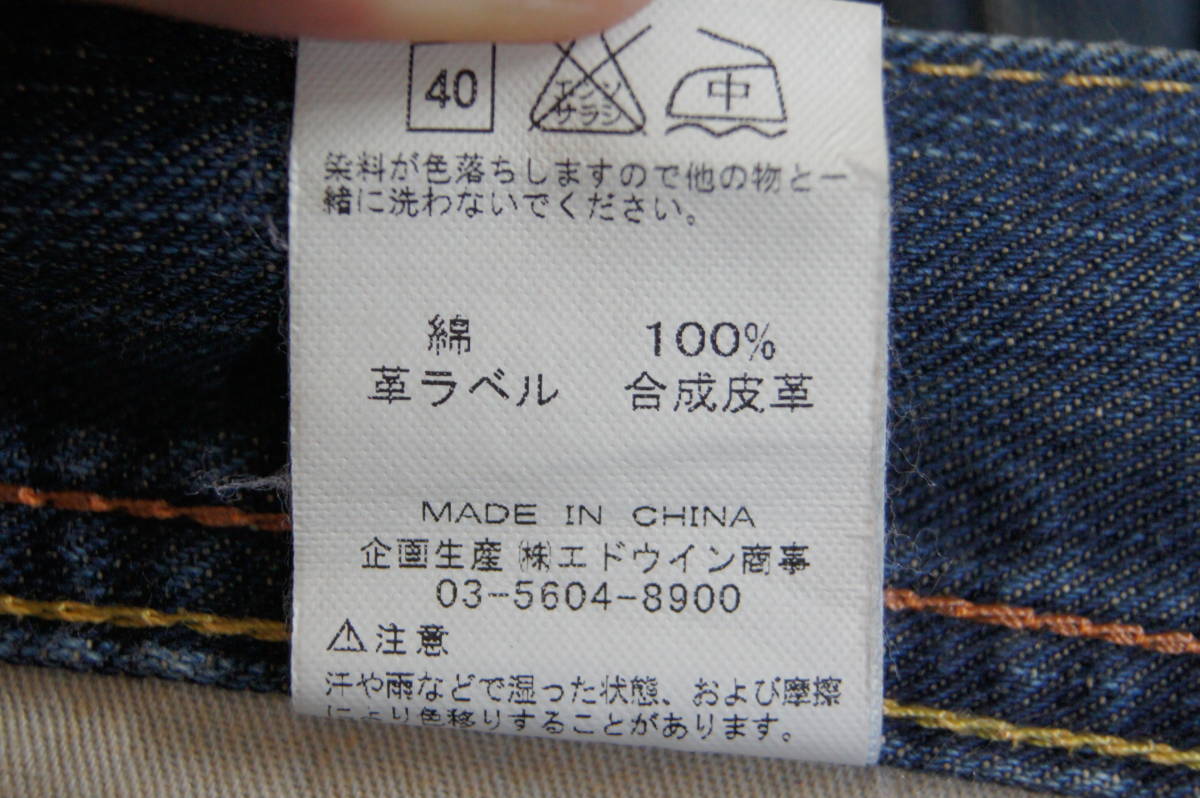 40 エンソ サラシ 中
染料が色落ちしますので他の物と一
緒に洗わないでください。
綿 100%
革ラベル 合成皮革
MADE IN CHINA
企画生産 ㈱エドウイン商事
03-5604-8900
⚠注意
汗や雨などで湿った状態、および摩擦
により色移りすることがあります。